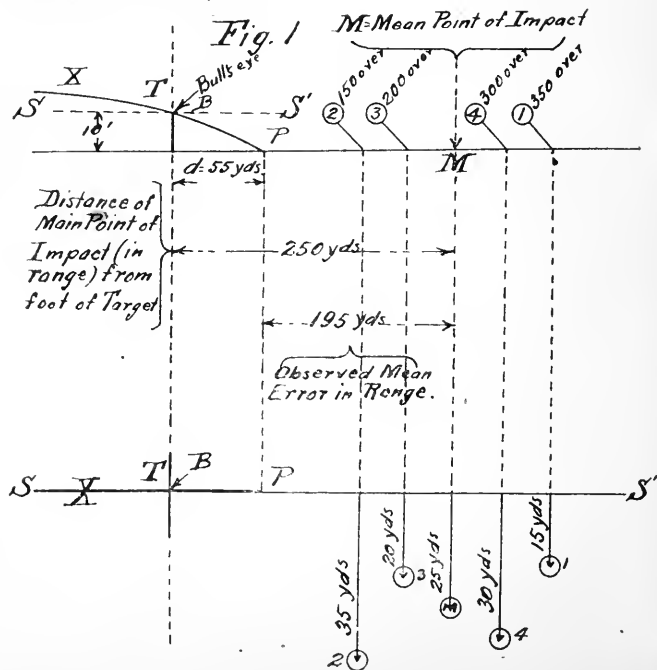 Fig. 1
M=Mean Point of Impact
X
T
Bull's eye
S
B
S'
10'
P
② 150 over
③ 200 over
④ 300 over
① 350 over
M
d=55 yds
Distance of
Main Point of
Impact (in
range) from
foot of Target
250 yds
195 yds
Observed Mean
Error in Range.
S
X
T
B
P
S'
35 yds
20 yds
25 yds
30 yds
15 yds
2
3
M
4
1